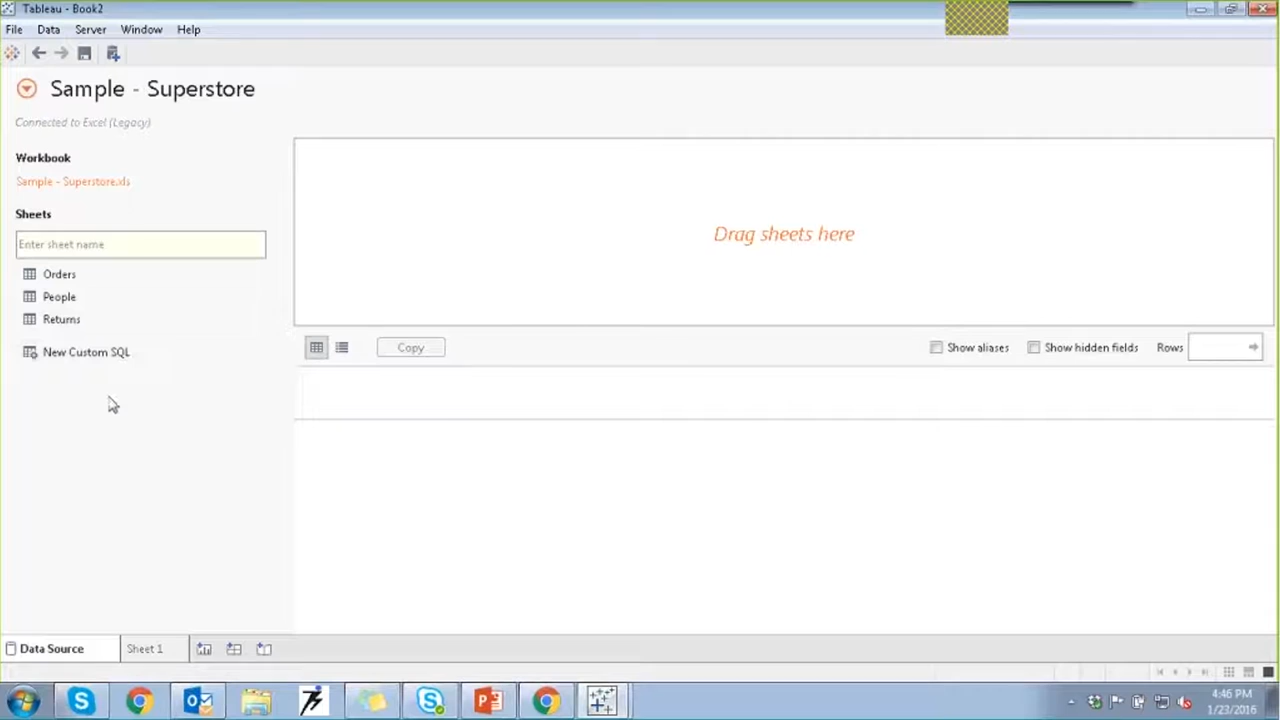 Tableau - Book2
File Data Server Window Help
Sample - Superstore
Connected to Excel (Legacy)
Workbook
Sample - Superstore.xls
Sheets
Enter sheet name
Orders
People
Returns
New Custom SQL
Drag sheets here
Copy
Show aliases
Show hidden fields
Rows
Data Source
Sheet 1
4:46 PM
1/23/2016